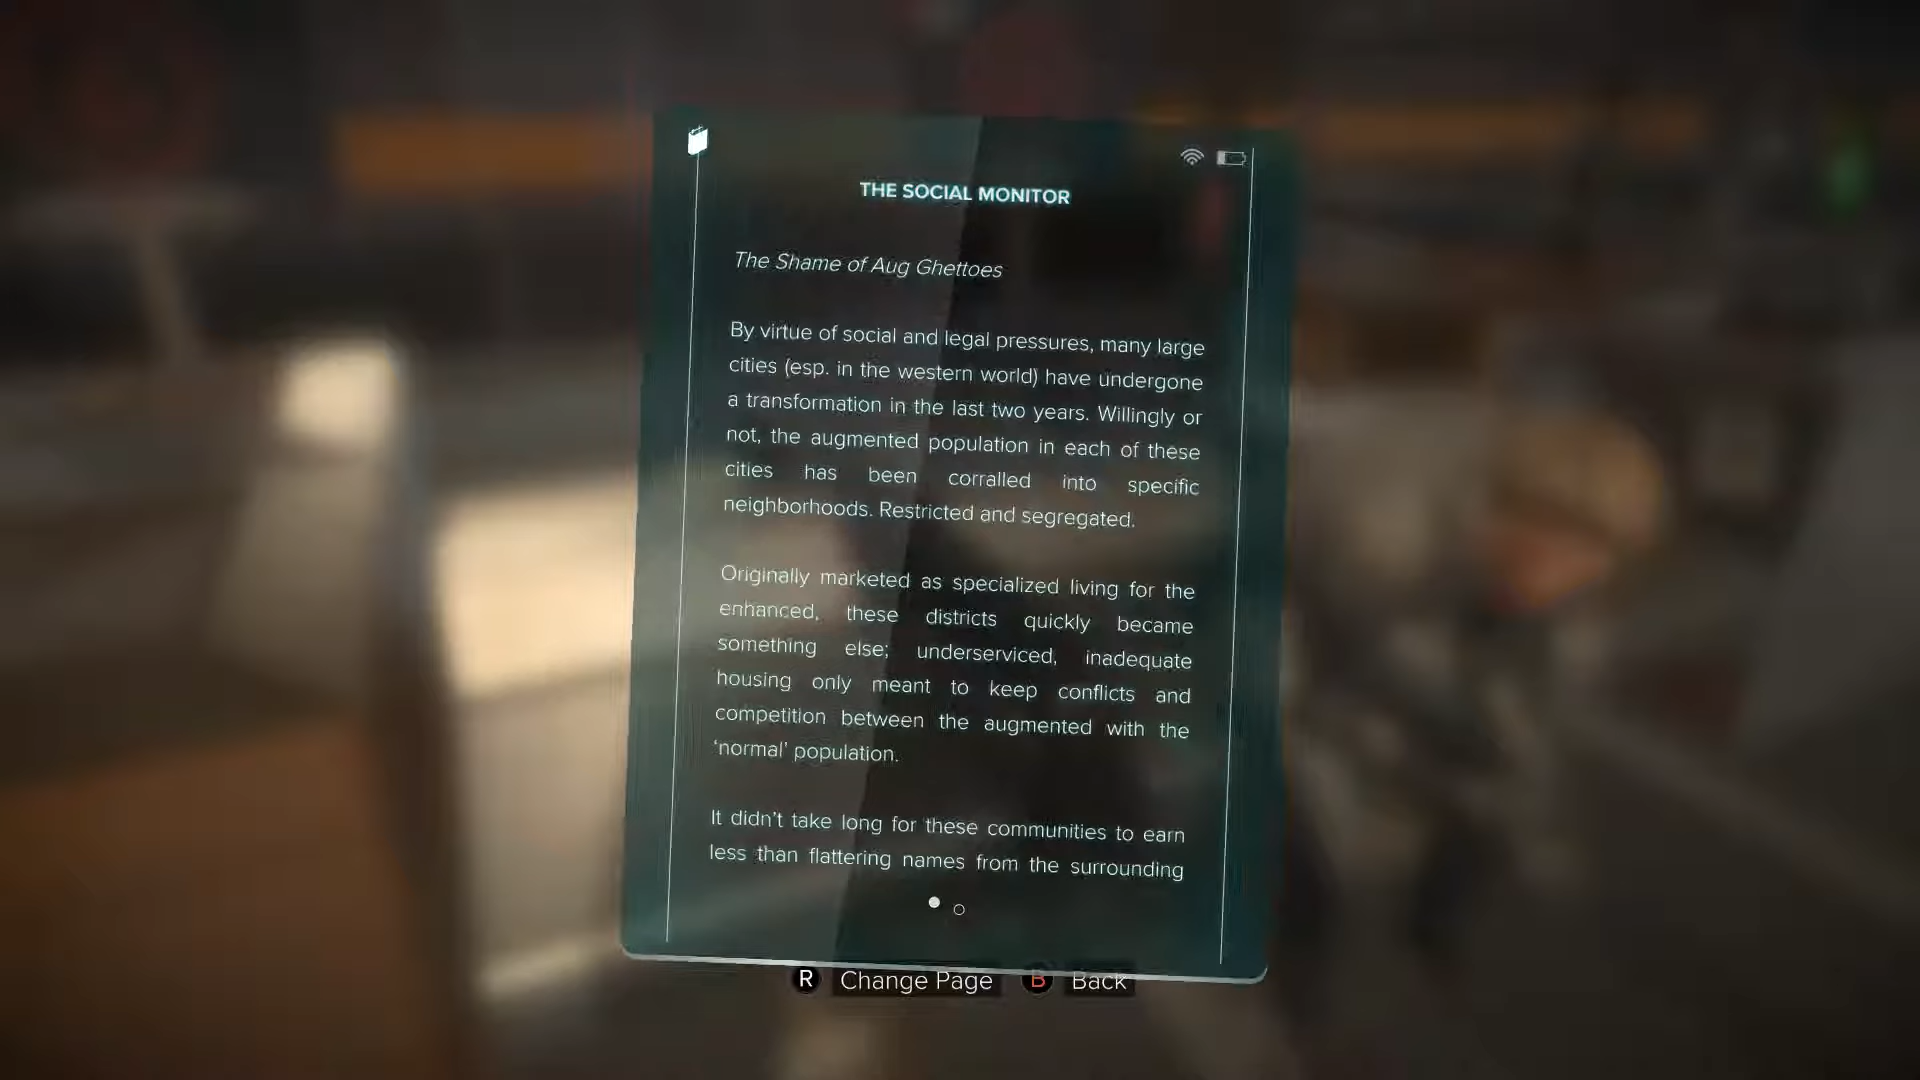 THE SOCIAL MONITOR
The Shame of Aug Ghettoes
By virtue of social and legal pressures, many large
cities (esp. in the western world) have undergone
a transformation in the last two years. Willingly or
not, the augmented population in each of these
cities has been corralled into specific
neighborhoods. Restricted and segregated.
Originally marketed as specialized living for the
enhanced, these districts quickly became
something else; underserviced, inadequate
housing only meant to keep conflicts and
competition between the augmented with the
‘normal’ population.
It didn’t take long for these communities to earn
less than flattering names from the surrounding
R Change Page B Back